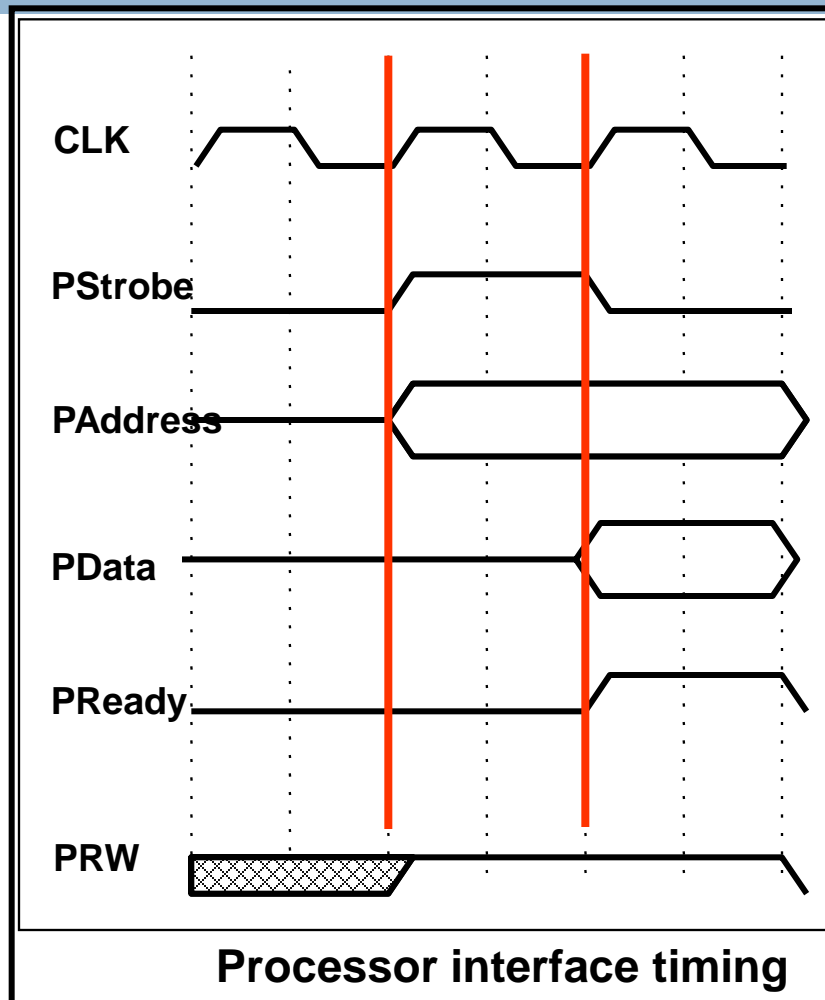 CLK
PStrobe
PAddress
PData
PReady
PRW
Processor interface timing